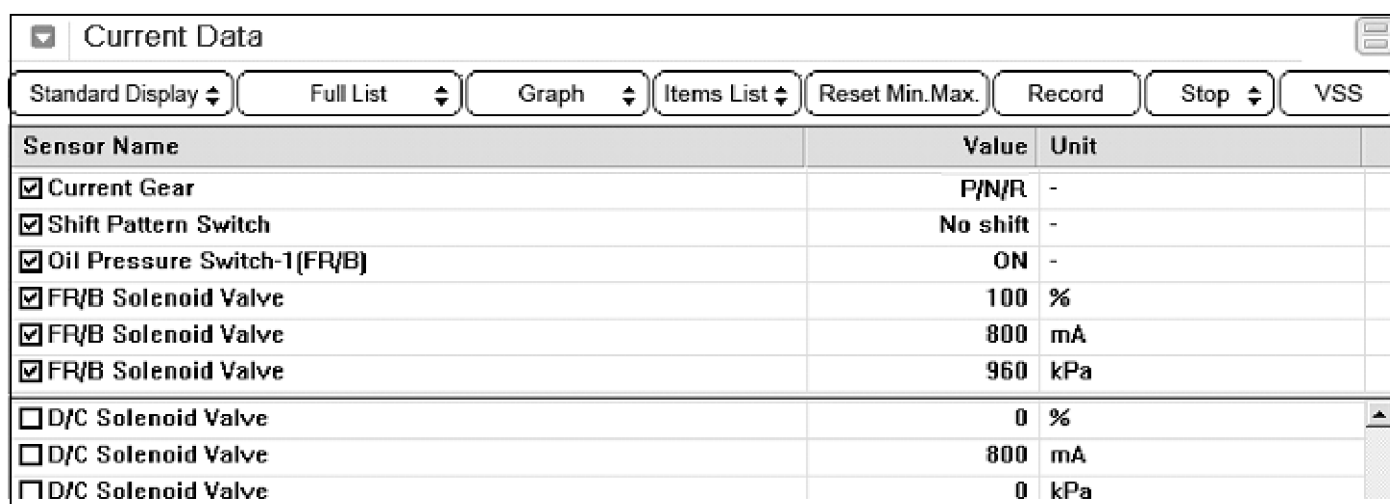 Current Data
Standard Display Full List Graph Items List Reset Min.Max. Record Stop VSS
Sensor Name Value Unit
Current Gear P/N/R -
Shift Pattern Switch No shift -
Oil Pressure Switch-1(FR/B) ON -
FR/B Solenoid Valve 100 %
FR/B Solenoid Valve 800 mA
FR/B Solenoid Valve 960 kPa
D/C Solenoid Valve 0 %
D/C Solenoid Valve 800 mA
D/C Solenoid Valve 0 kPa